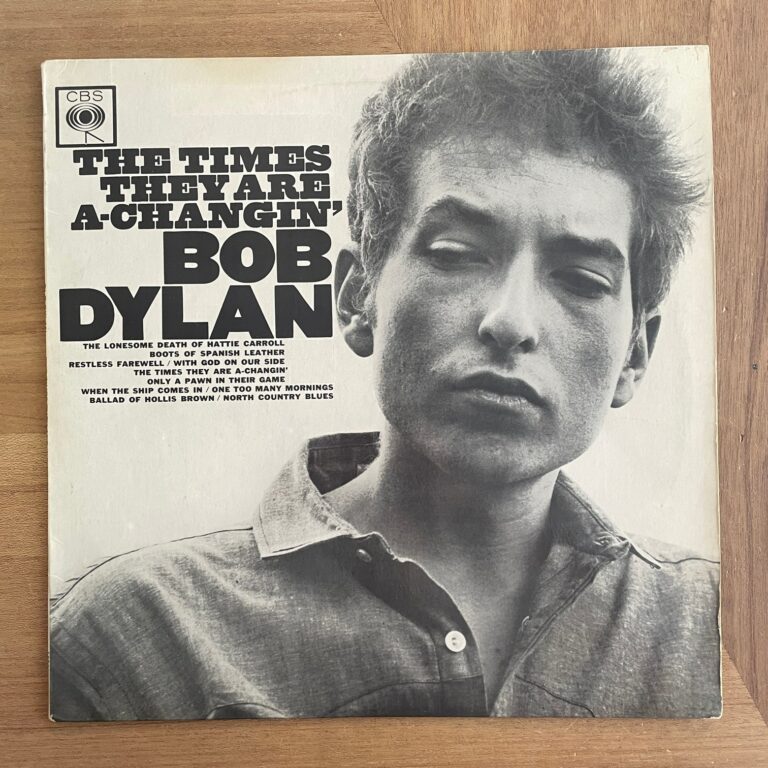 CBS
THE TIMES
THEY ARE
A-CHANGIN'
BOB
DYLAN
THE LONESOME DEATH OF HATTIE CARROLL
BOOTS OF SPANISH LEATHER
RESTLESS FAREWELL / WITH GOD ON OUR SIDE
THE TIMES THEY ARE A-CHANGIN'
ONLY A PAWN IN THEIR GAME
WHEN THE SHIP COMES IN / ONE TOO MANY MORNINGS
BALLAD OF HOLLIS BROWN / NORTH COUNTRY BLUES